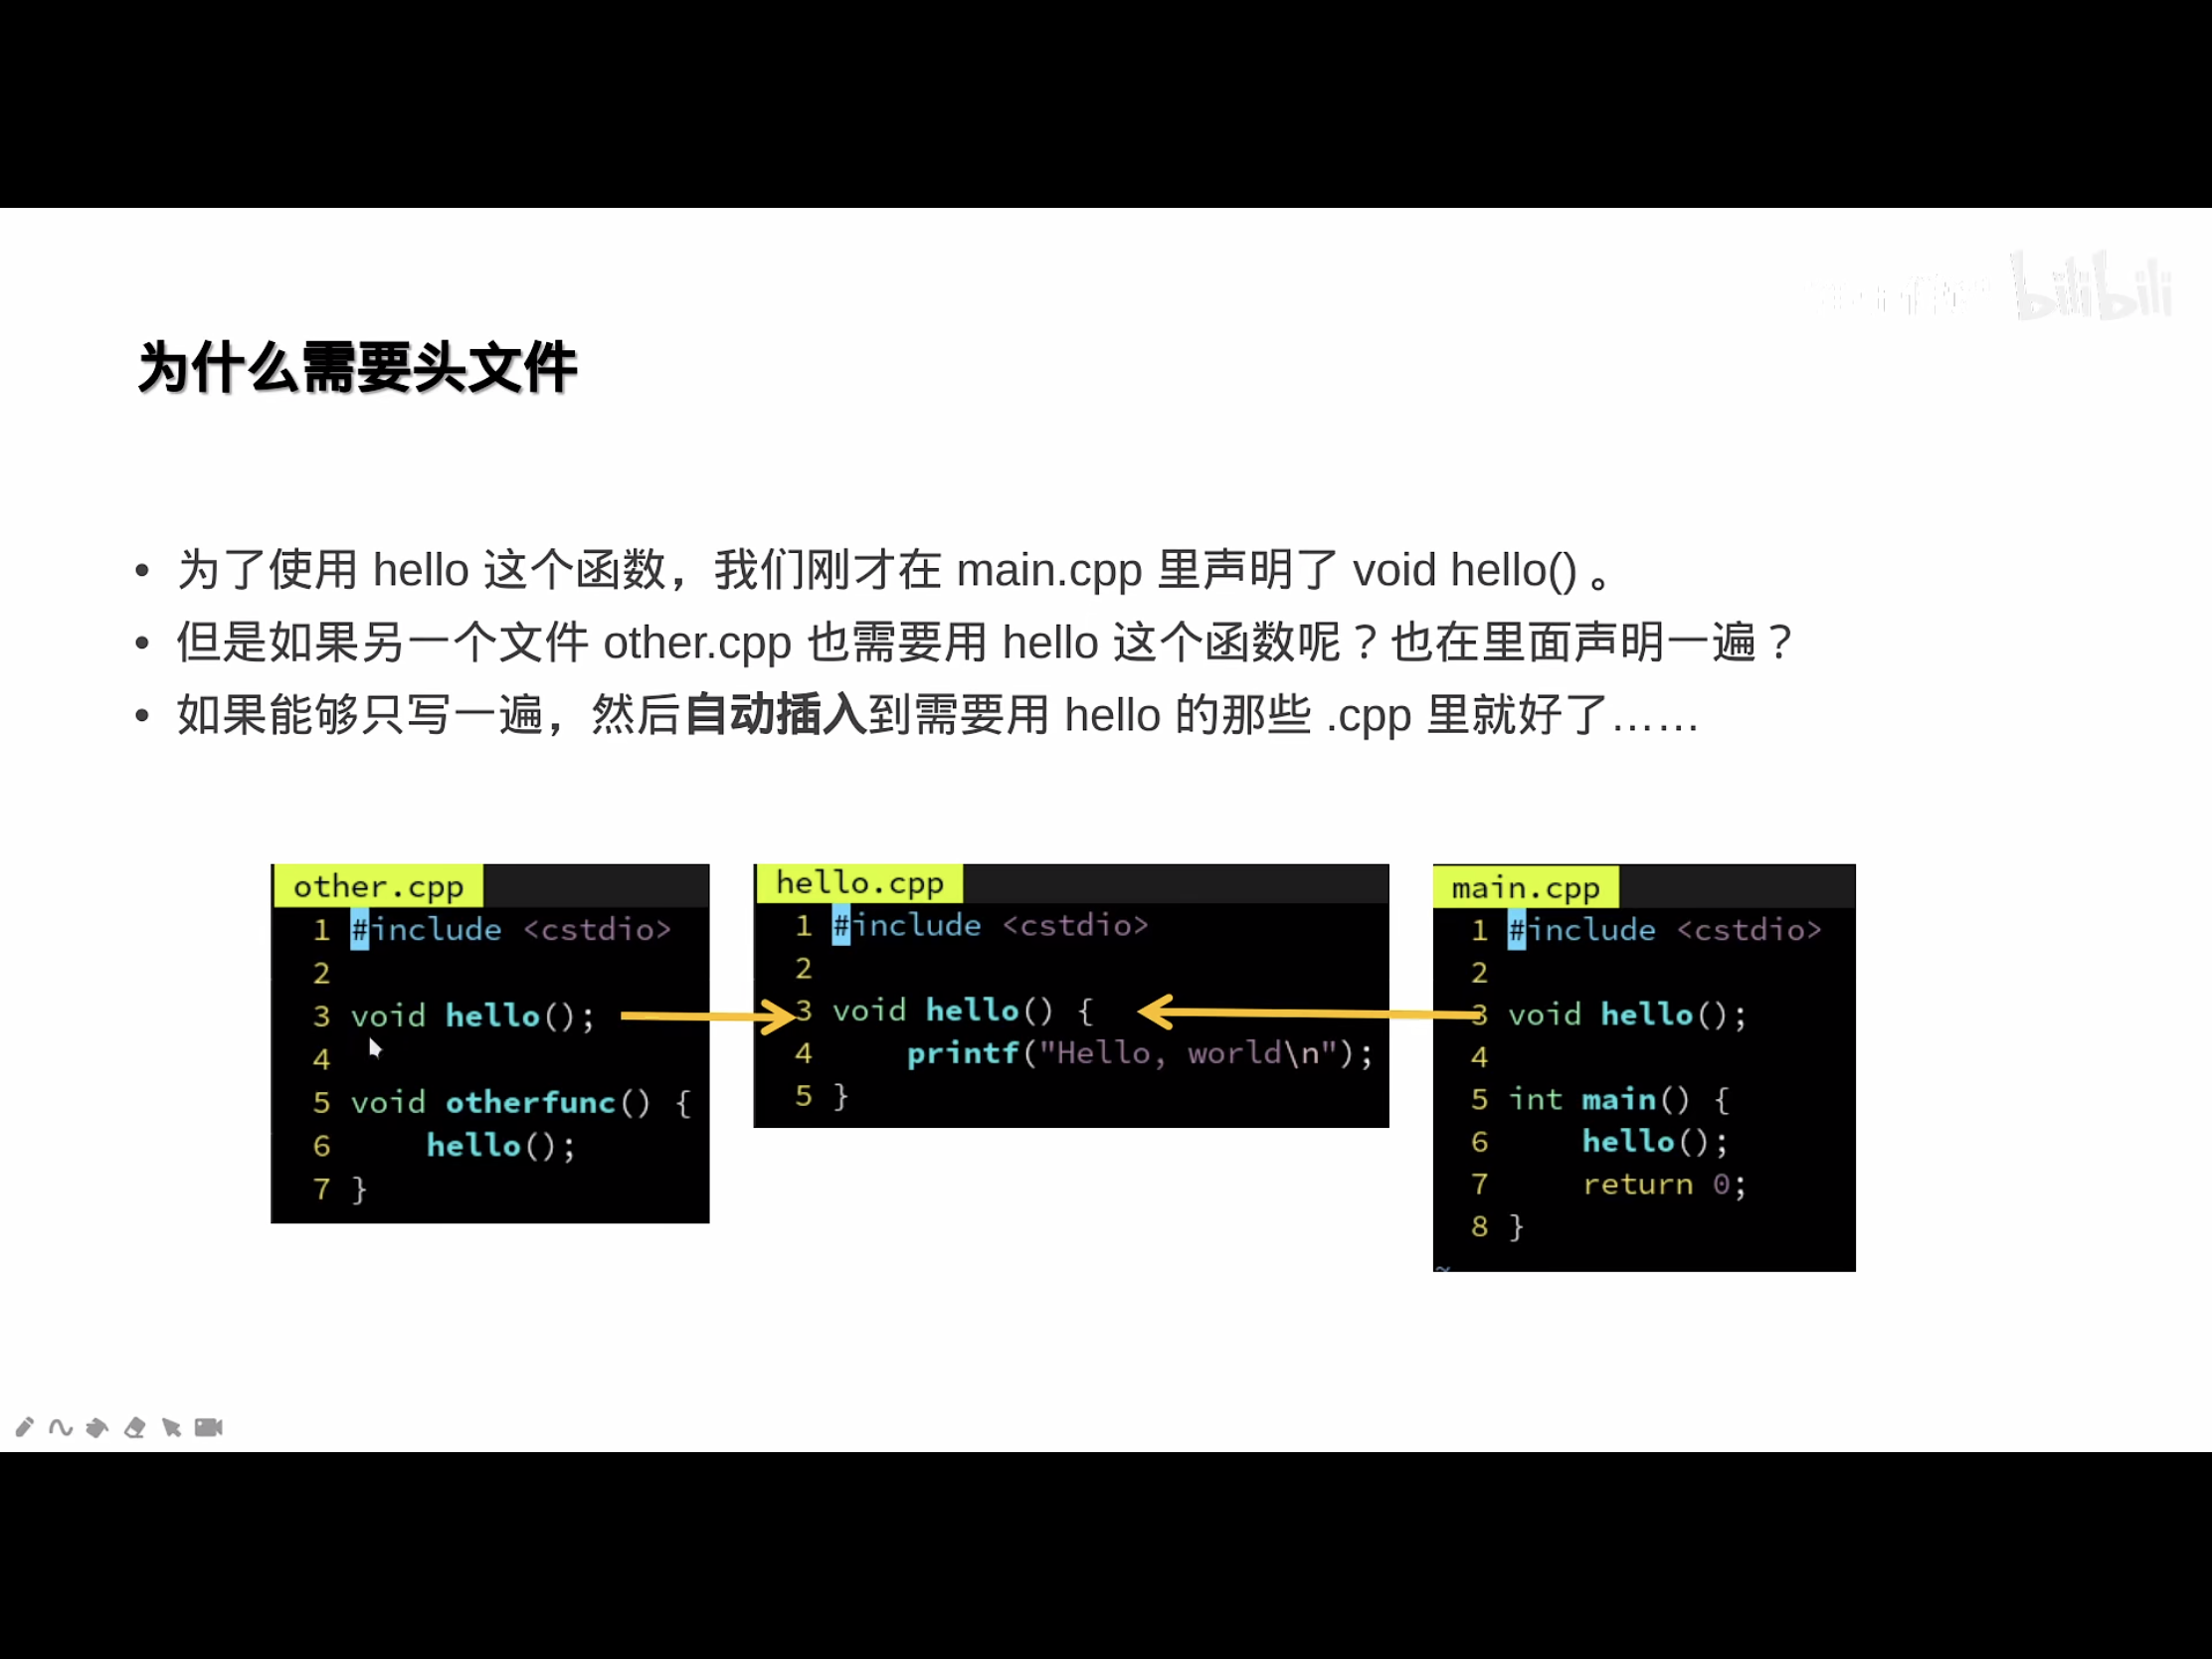 bilibili
为什么需要头文件
• 为了使用 hello 这个函数，我们刚才在 main.cpp 里声明了 void hello() 。
• 但是如果另一个文件 other.cpp 也需要用 hello 这个函数呢？也在里面声明一遍？
• 如果能够只写一遍，然后自动插入到需要用 hello 的那些 .cpp 里就好了……
other.cpp
1 #include <cstdio>
2
3 void hello();
4
5 void otherfunc() {
6     hello();
7 }
hello.cpp
1 #include <cstdio>
2
3 void hello() {
4     printf("Hello, world\n");
5 }
main.cpp
1 #include <cstdio>
2
3 void hello();
4
5 int main() {
6     hello();
7     return 0;
8 }
~